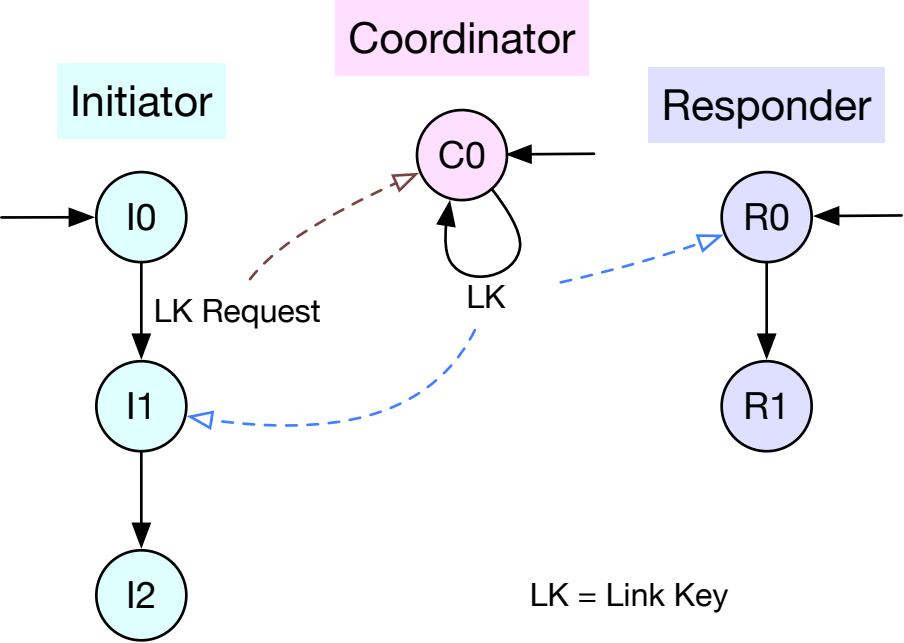 Coordinator
Initiator
Responder
C0
I0
R0
LK Request
LK
I1
R1
I2
LK = Link Key